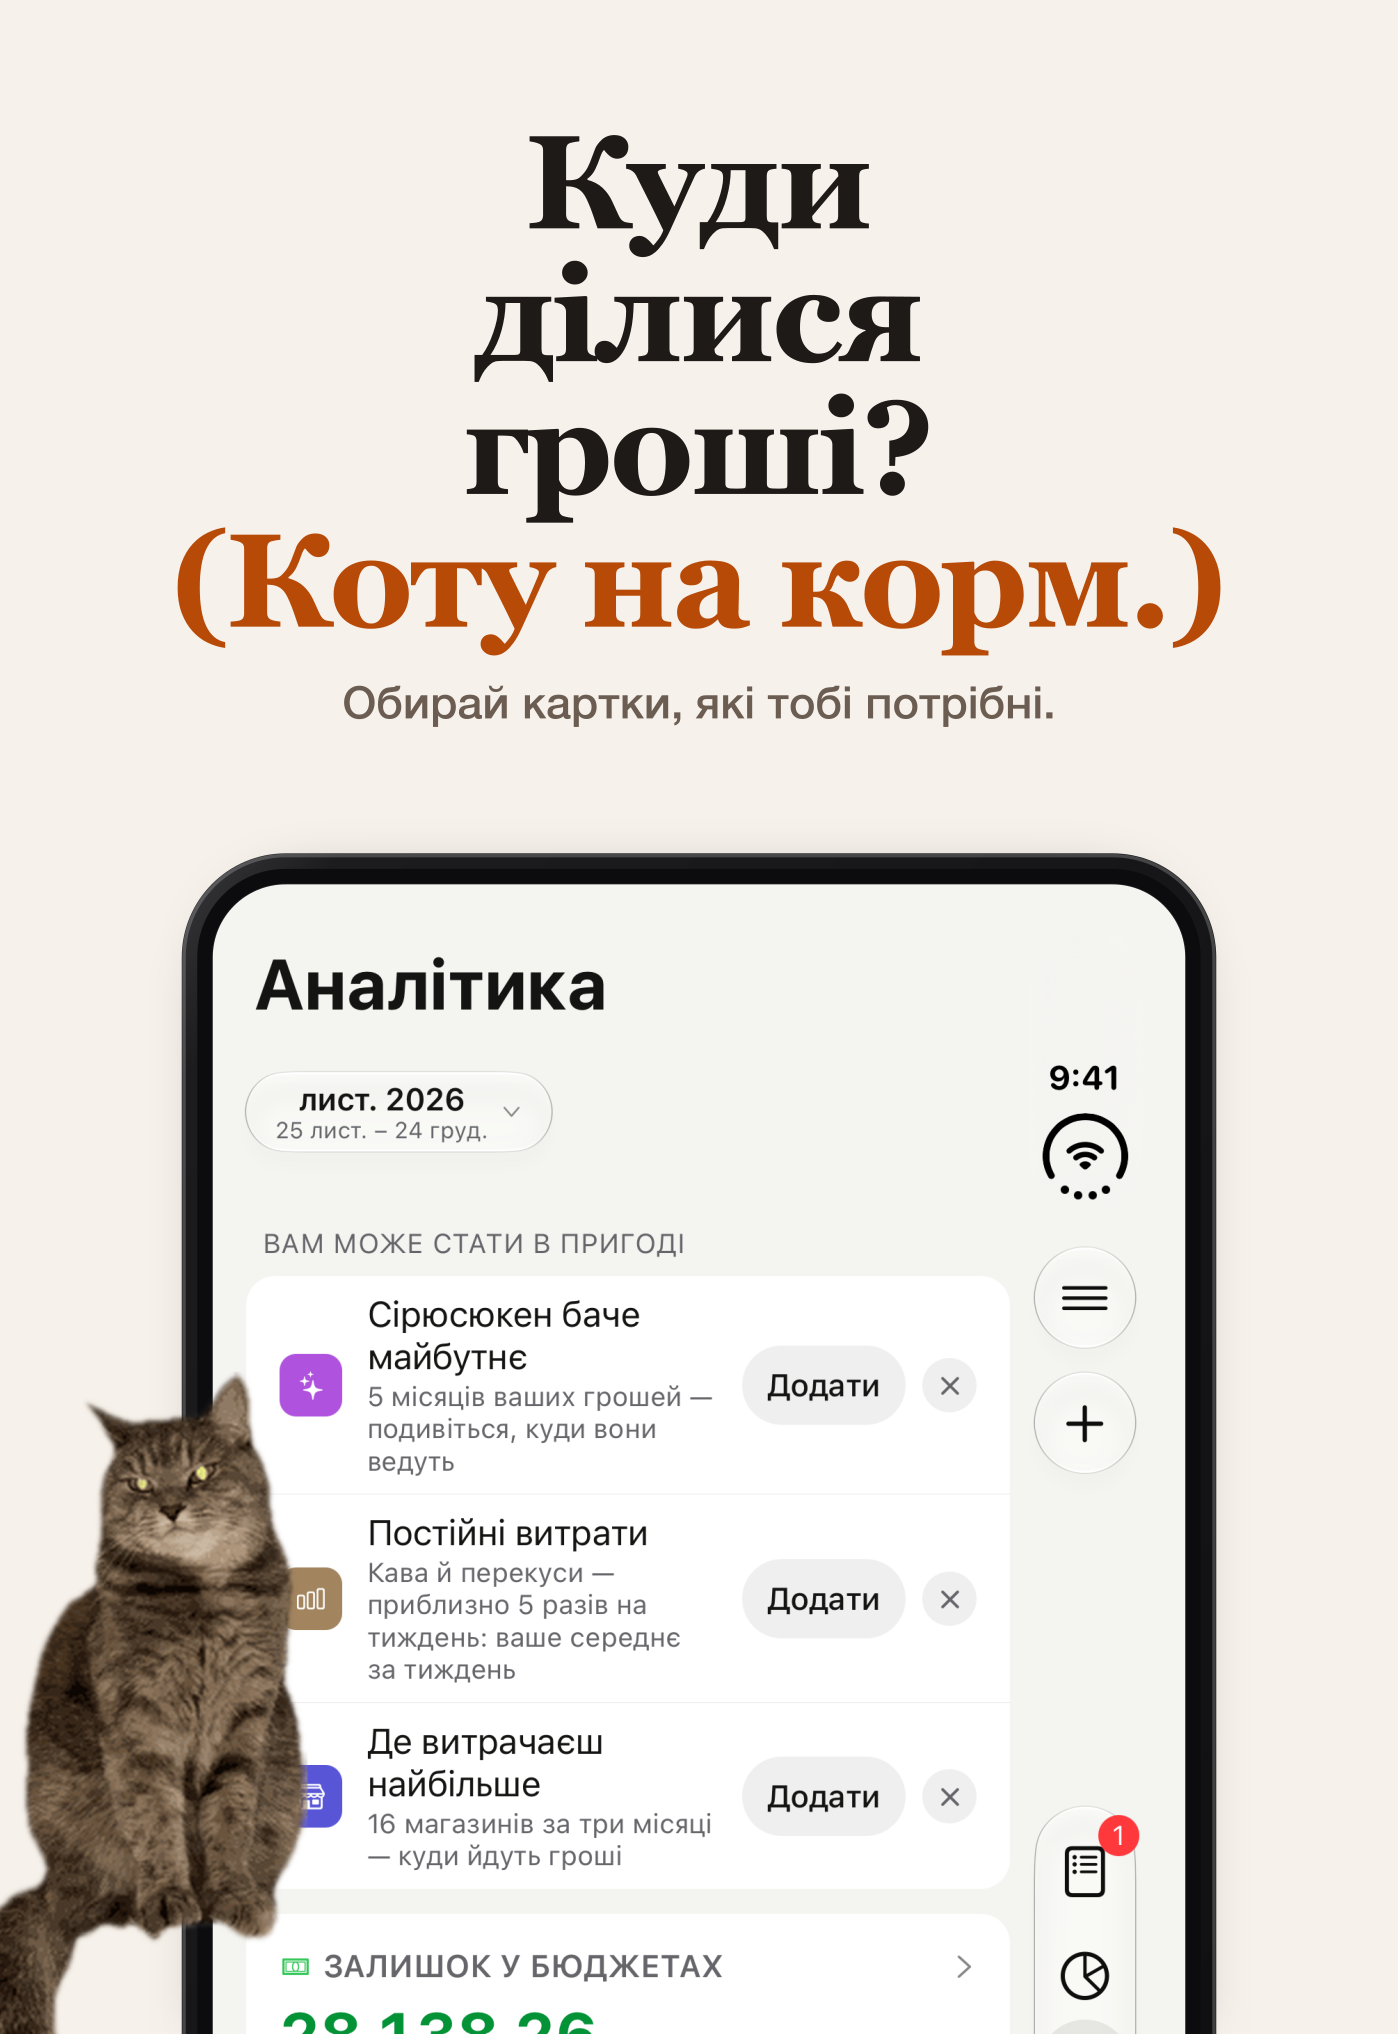 Куди
ділися
гроші?
(Коту на корм.)
Обирай картки, які тобі потрібні.
Аналітика
9:41
лист. 2026
25 лист. – 24 груд.
ВАМ МОЖЕ СТАТИ В ПРИГОДІ
Сірюсюкен баче
майбутнє
5 місяців ваших грошей —
подивіться, куди вони
ведуть
Додати
Постійні витрати
Кава й перекуси —
приблизно 5 разів на
тиждень: ваше середнє
за тиждень
Додати
Де витрачаєш
найбільше
16 магазинів за три місяці
— куди йдуть гроші
Додати
1
ЗАЛИШОК У БЮДЖЕТАХ
28 138,26